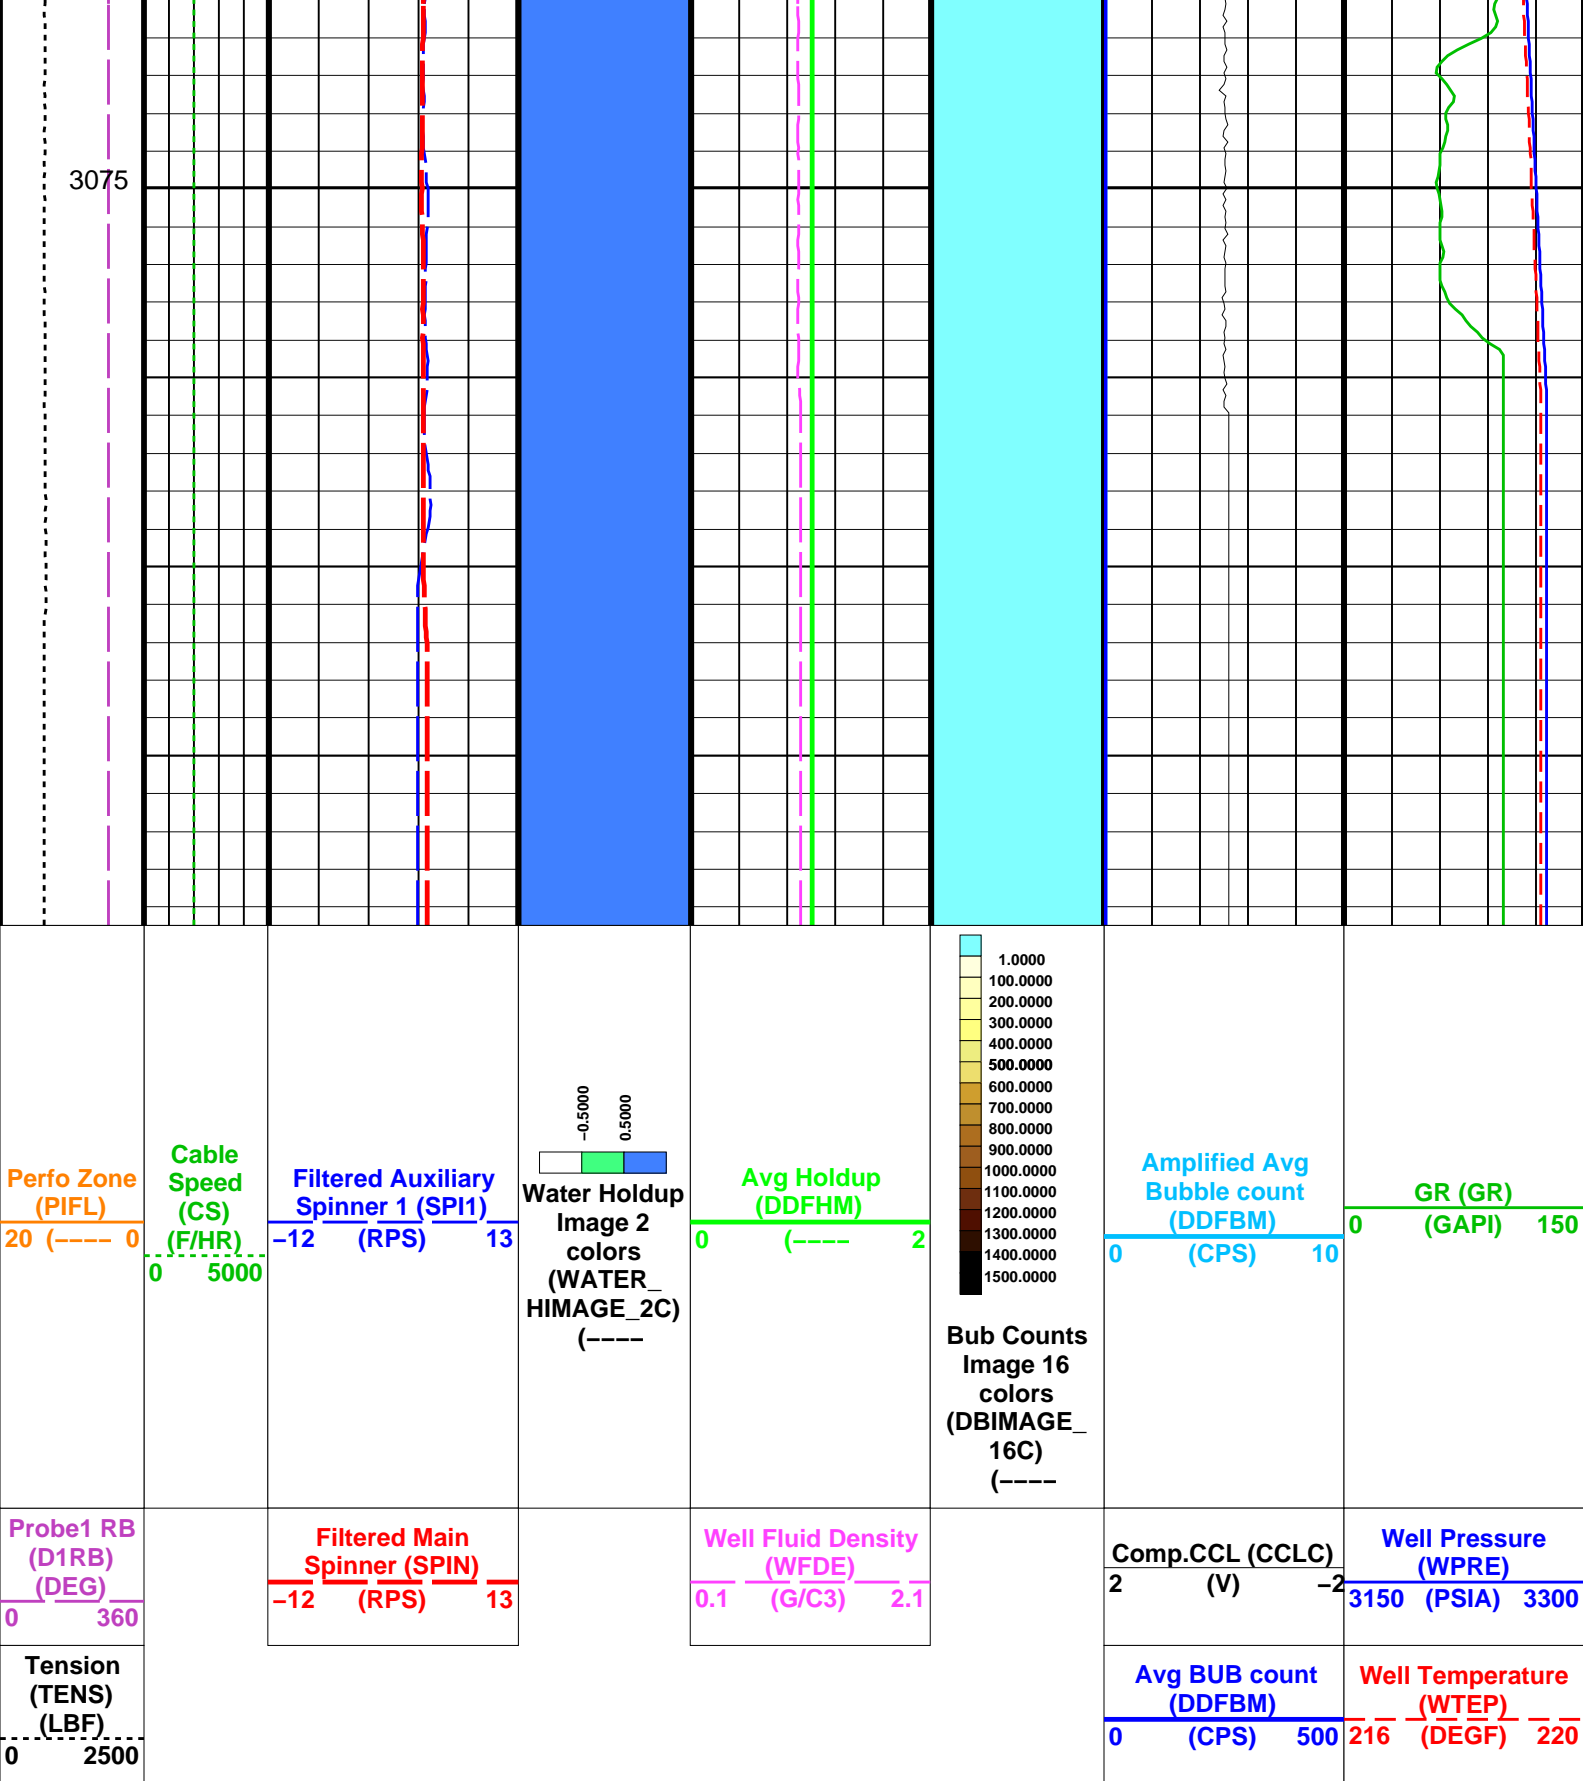 3075
1.0000
100.0000
200.0000
300.0000
400.0000
500.0000
600.0000
700.0000
800.0000
900.0000
1000.0000
1100.0000
1200.0000
1300.0000
1400.0000
1500.0000
Perfo Zone
(PIFL)
20 (−−−− 0
Cable
Speed
(CS)
(F/HR)
0 5000
Filtered Auxiliary
Spinner 1 (SPI1)
−12 (RPS) 13
−0.5000
0.5000
Water Holdup
Image 2
colors
(WATER_
HIMAGE_2C)
(−−−−
Avg Holdup
(DDFHM)
0 (−−−− 2
Bub Counts
Image 16
colors
(DBIMAGE_
16C)
(−−−−
Amplified Avg
Bubble count
(DDFBM)
0 (CPS) 10
GR (GR)
0 (GAPI) 150
Probe1 RB
(D1RB)
(DEG)
0 360
Filtered Main
Spinner (SPIN)
−12 (RPS) 13
Well Fluid Density
(WFDE)
0.1 (G/C3) 2.1
Comp.CCL (CCLC)
2 (V) −2
Well Pressure
(WPRE)
3150 (PSIA) 3300
Tension
(TENS)
(LBF)
0 2500
Avg BUB count
(DDFBM)
0 (CPS) 500
Well Temperature
(WTEP)
216 (DEGF) 220